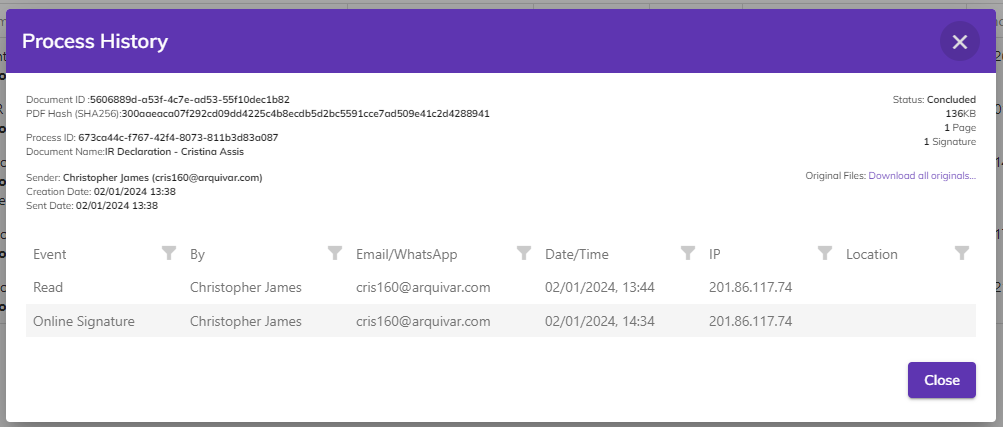 Process History
Document ID :5606889d-a53f-4c7e-ad53-55f10dec1b82
Status: Concluded
PDF Hash (SHA256):300aaeaca07f292cd09dd4225c4b8ecdb5d2bc5591cce7ad509e41c2d4288941
136KB
Process ID: 673ca44c-f767-42f4-8073-811b3d83a087
1 Page
Document Name:IR Declaration - Cristina Assis
1 Signature
Sender: Christopher James (cris160@arquivar.com)
Original Files: Download all originals...
Creation Date: 02/01/2024 13:38
Sent Date: 02/01/2024 13:38
Event By Email/WhatsApp Date/Time IP Location
Read Christopher James cris160@arquivar.com 02/01/2024, 13:44 201.86.117.74
Online Signature Christopher James cris160@arquivar.com 02/01/2024, 14:34 201.86.117.74
Close